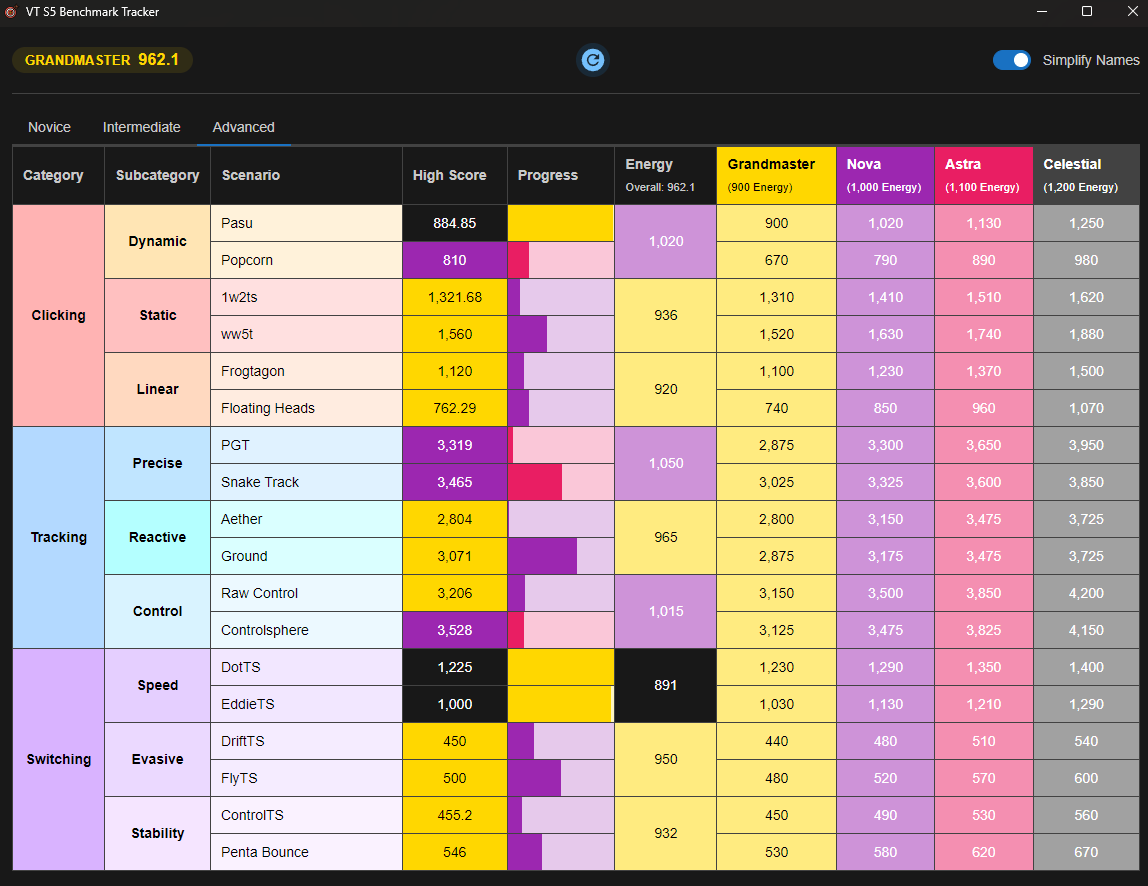 VT S5 Benchmark Tracker
GRANDMASTER 962.1
Simplify Names
Novice Intermediate Advanced
Category Subcategory Scenario High Score Progress Energy Overall: 962.1 Grandmaster (900 Energy) Nova (1,000 Energy) Astra (1,100 Energy) Celestial (1,200 Energy)
Clicking Dynamic Pasu 884.85 1,020 900 1,020 1,130 1,250
Popcorn 810 670 790 890 980
Static 1w2ts 1,321.68 936 1,310 1,410 1,510 1,620
ww5t 1,560 1,520 1,630 1,740 1,880
Linear Frogtagon 1,120 920 1,100 1,230 1,370 1,500
Floating Heads 762.29 740 850 960 1,070
Tracking Precise PGT 3,319 1,050 2,875 3,300 3,650 3,950
Snake Track 3,465 3,025 3,325 3,600 3,850
Reactive Aether 2,804 965 2,800 3,150 3,475 3,725
Ground 3,071 2,875 3,175 3,475 3,725
Control Raw Control 3,206 1,015 3,150 3,500 3,850 4,200
Controlsphere 3,528 3,125 3,475 3,825 4,150
Switching Speed DotTS 1,225 891 1,230 1,290 1,350 1,400
EddieTS 1,000 1,030 1,130 1,210 1,290
Evasive DriftTS 450 950 440 480 510 540
FlyTS 500 480 520 570 600
Stability ControlTS 455.2 932 450 490 530 560
Penta Bounce 546 530 580 620 670